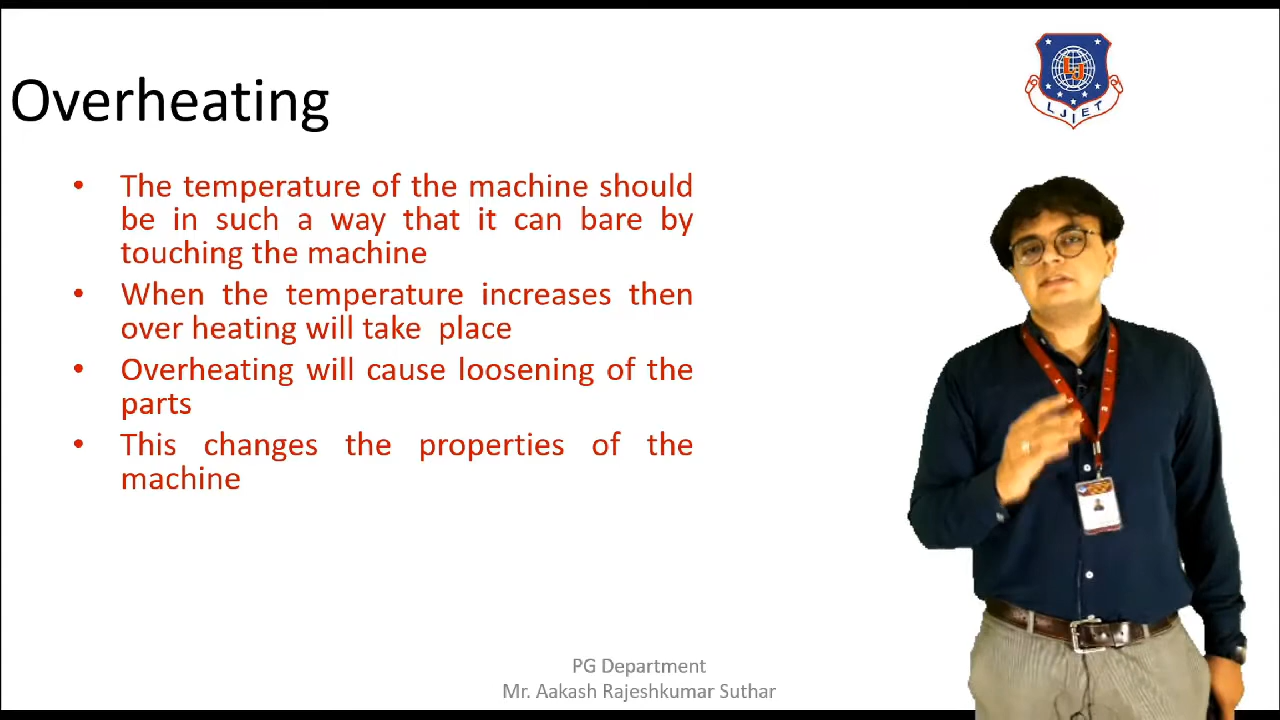 Overheating
LJIET
• The temperature of the machine should
be in such a way that it can bare by
touching the machine
• When the temperature increases then
over heating will take place
• Overheating will cause loosening of the
parts
• This changes the properties of the
machine
PG Department
Mr. Aakash Rajeshkumar Suthar